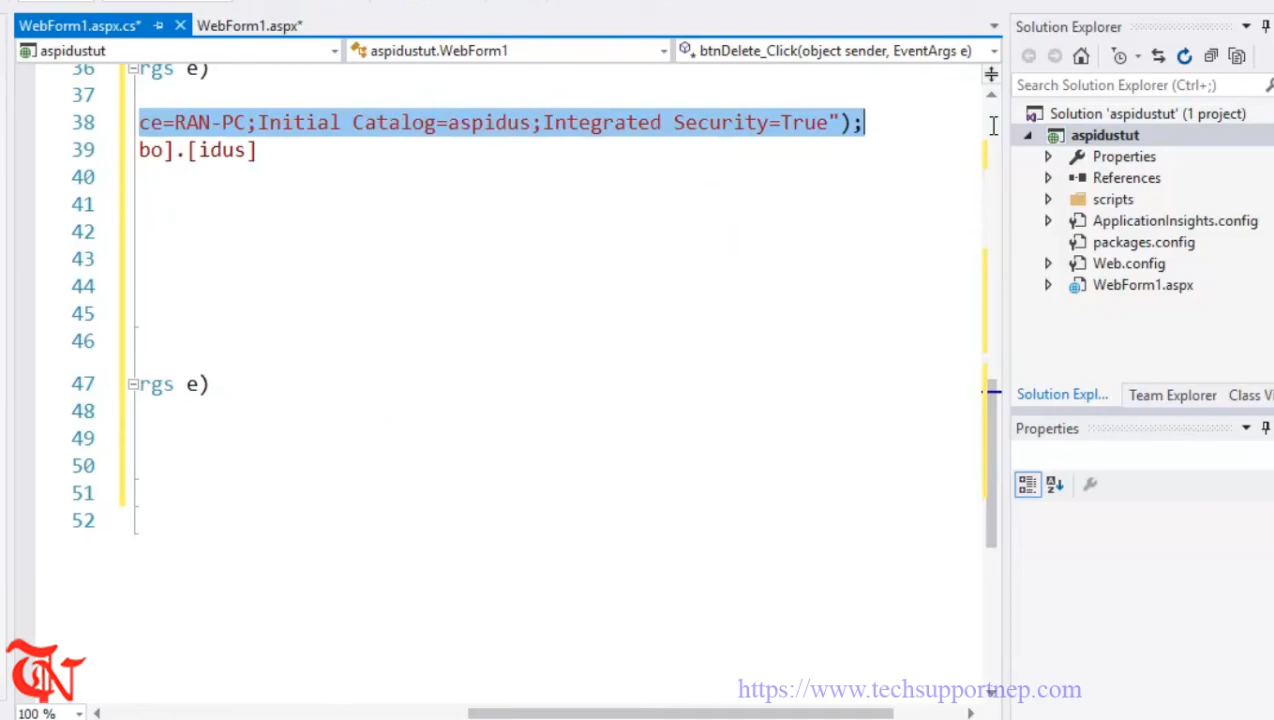 WebForm1.aspx.cs*
WebForm1.aspx*
aspidustut
aspidustut.WebForm1
btnDelete_Click(object sender, EventArgs e)
36 rgs e)
37
38 ce=RAN-PC;Initial Catalog=aspidus;Integrated Security=True");
39 bo].[idus]
40
41
42
43
44
45
46
47 rgs e)
48
49
50
51
52
100 %
Solution Explorer
Search Solution Explorer (Ctrl+;)
Solution 'aspidustut' (1 project)
aspidustut
Properties
References
scripts
ApplicationInsights.config
packages.config
Web.config
WebForm1.aspx
Solution Expl...
Team Explorer
Class Vi
Properties
TN
https://www.techsupportnep.com